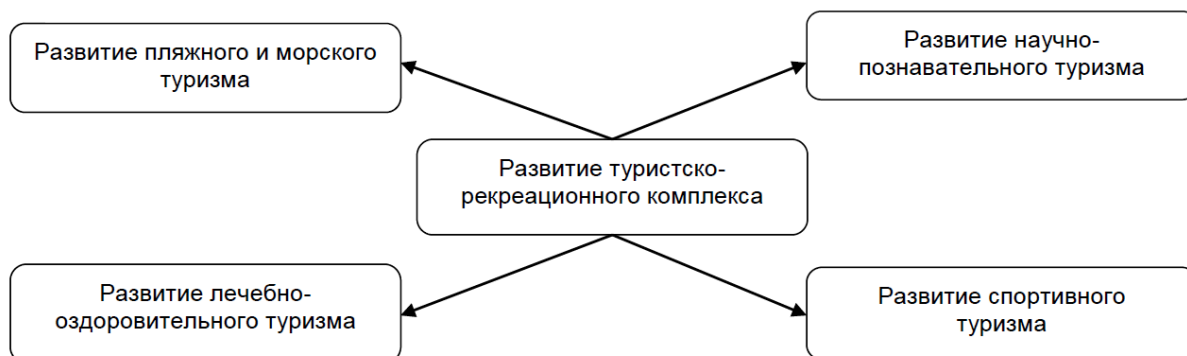 Развитие пляжного и морского
туризма
Развитие научно-
познавательного туризма
Развитие туристско-
рекреационного комплекса
Развитие лечебно-
оздоровительного туризма
Развитие спортивного
туризма